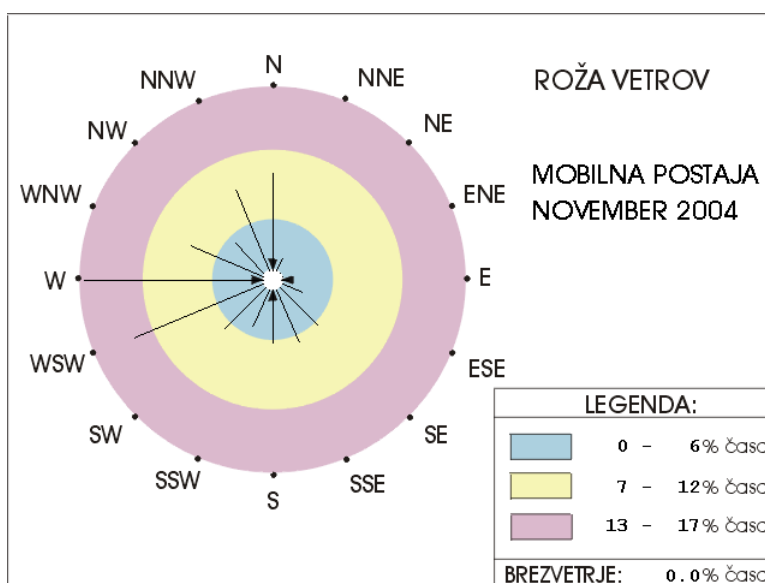 ROŽA VETROV
MOBILNA POSTAJA
NOVEMBER 2004
N
NNE
NE
ENE
E
ESE
SE
SSE
S
SSW
SW
WSW
W
WNW
NW
NNW
LEGENDA:
0 - 6% časa
7 - 12% časa
13 - 17% časa
BREZVETRJE: 0.0% časa